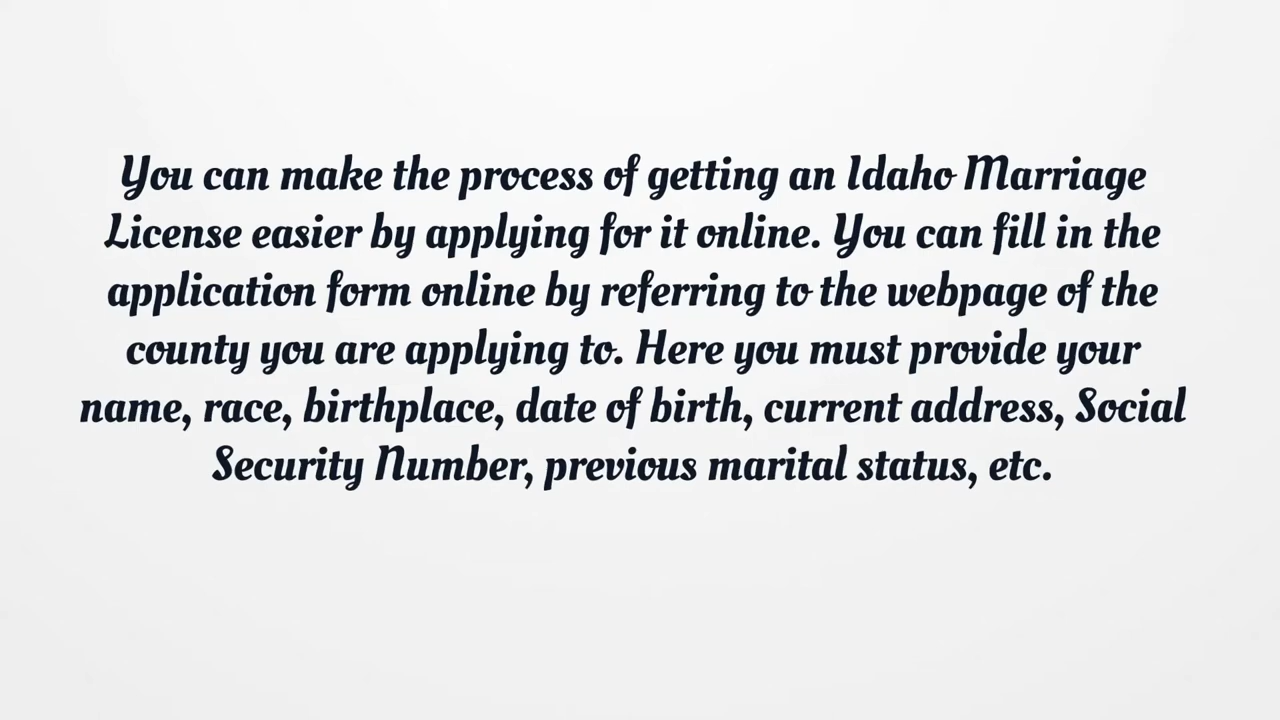 You can make the process of getting an Idaho Marriage
License easier by applying for it online. You can fill in the
application form online by referring to the webpage of the
county you are applying to. Here you must provide your
name, race, birthplace, date of birth, current address, Social
Security Number, previous marital status, etc.